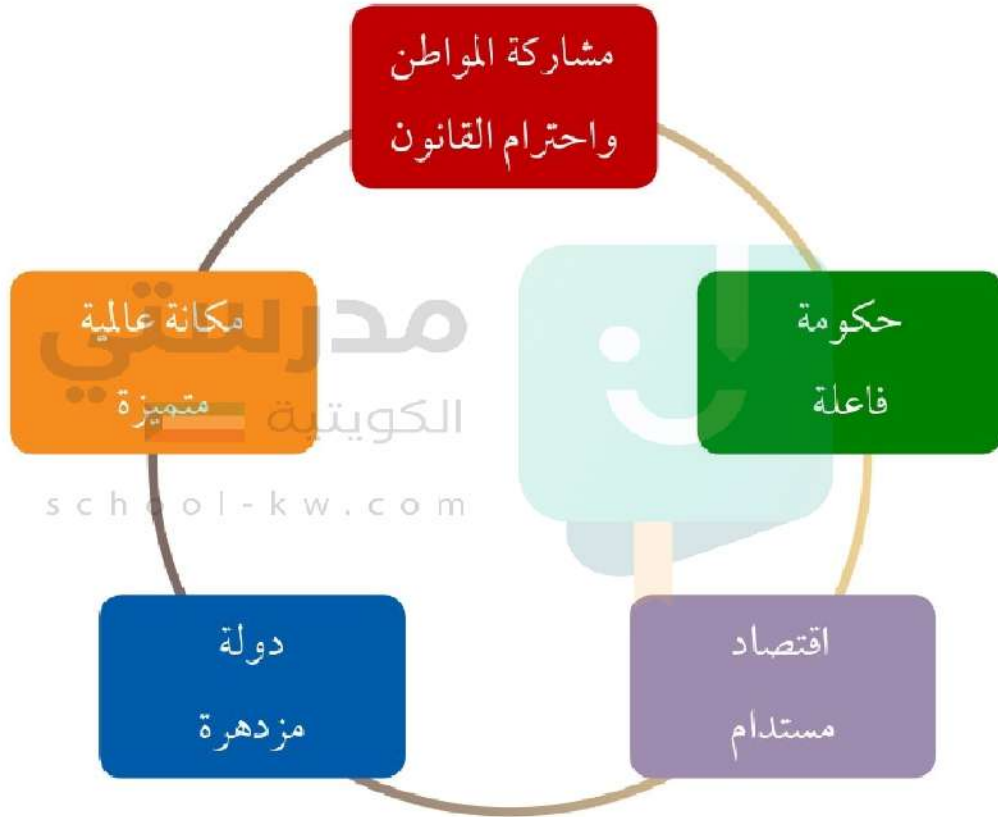 مشاركة المواطن
واحترام القانون
حكومة
فاعلة
اقتصاد
مستدام
دولة
مزدهرة
مكانة عالمية
متميزة
مدرستي
الكويتية
school-kw.com